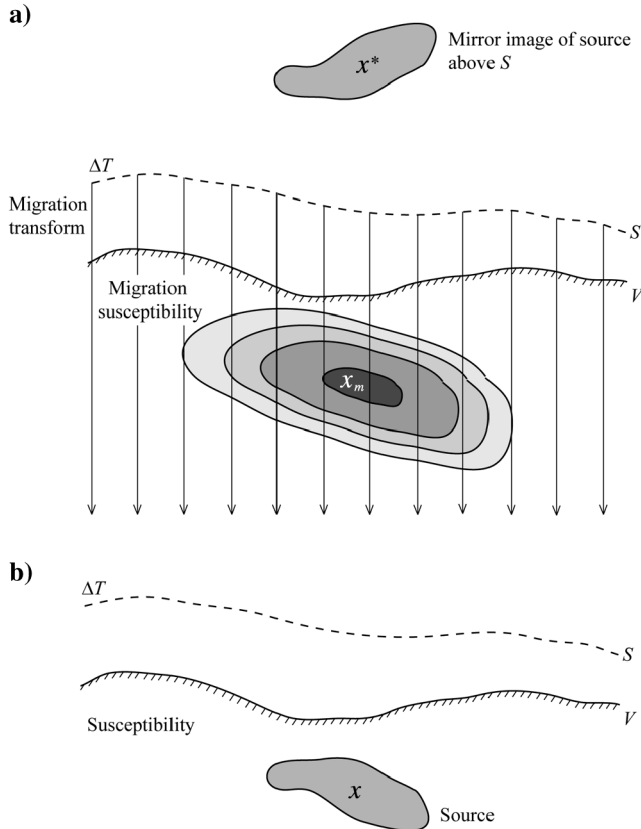 a)
x*
Mirror image of source
above S
ΔT
Migration
transform
S
V
Migration
susceptibility
x_m
b)
ΔT
S
V
Susceptibility
x
Source